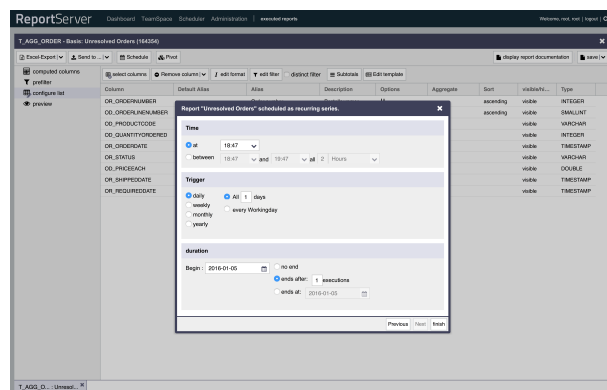 ReportServer Dashboard TeamSpace Scheduler Administration executed reports Welcome, root, root | logout |
T_AGG_ORDER - Basis: Unresolved Orders (164354)
Excel-Export Send to ... Schedule Pivot display report documentation save
computed columns
prefilter
configure list
preview
select columns Remove column edit format edit filter distinct filter Subtotals Edit template
Column Default Alias Alias Description Options Aggregate Sort visible/hi... Type
OR_ORDERNUMBER ascending visible INTEGER
OD_ORDERLINENUMBER ascending visible SMALLINT
OD_PRODUCTCODE visible VARCHAR
OD_QUANTITYORDERED visible INTEGER
OR_ORDERDATE visible TIMESTAMP
OR_STATUS visible VARCHAR
OD_PRICEEACH visible DOUBLE
OR_SHIPPEDDATE visible TIMESTAMP
OR_REQUIREDDATE visible TIMESTAMP
Report "Unresolved Orders" scheduled as recurring series.
Time
at 18:47
between 18:47 and 19:47 all 2 Hours
Trigger
daily All 1 days
weekly every Workingday
monthly
yearly
duration
Begin : 2016-01-05 no end
ends after: 1 executions
ends at: 2016-01-05
Previous Next finish
T_AGG_O... : Unresol...